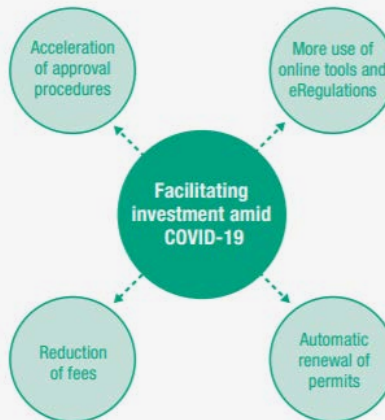 Acceleration
of approval
procedures
More use of
online tools and
eRegulations
Facilitating
investment amid
COVID-19
Reduction
of fees
Automatic
renewal of
permits